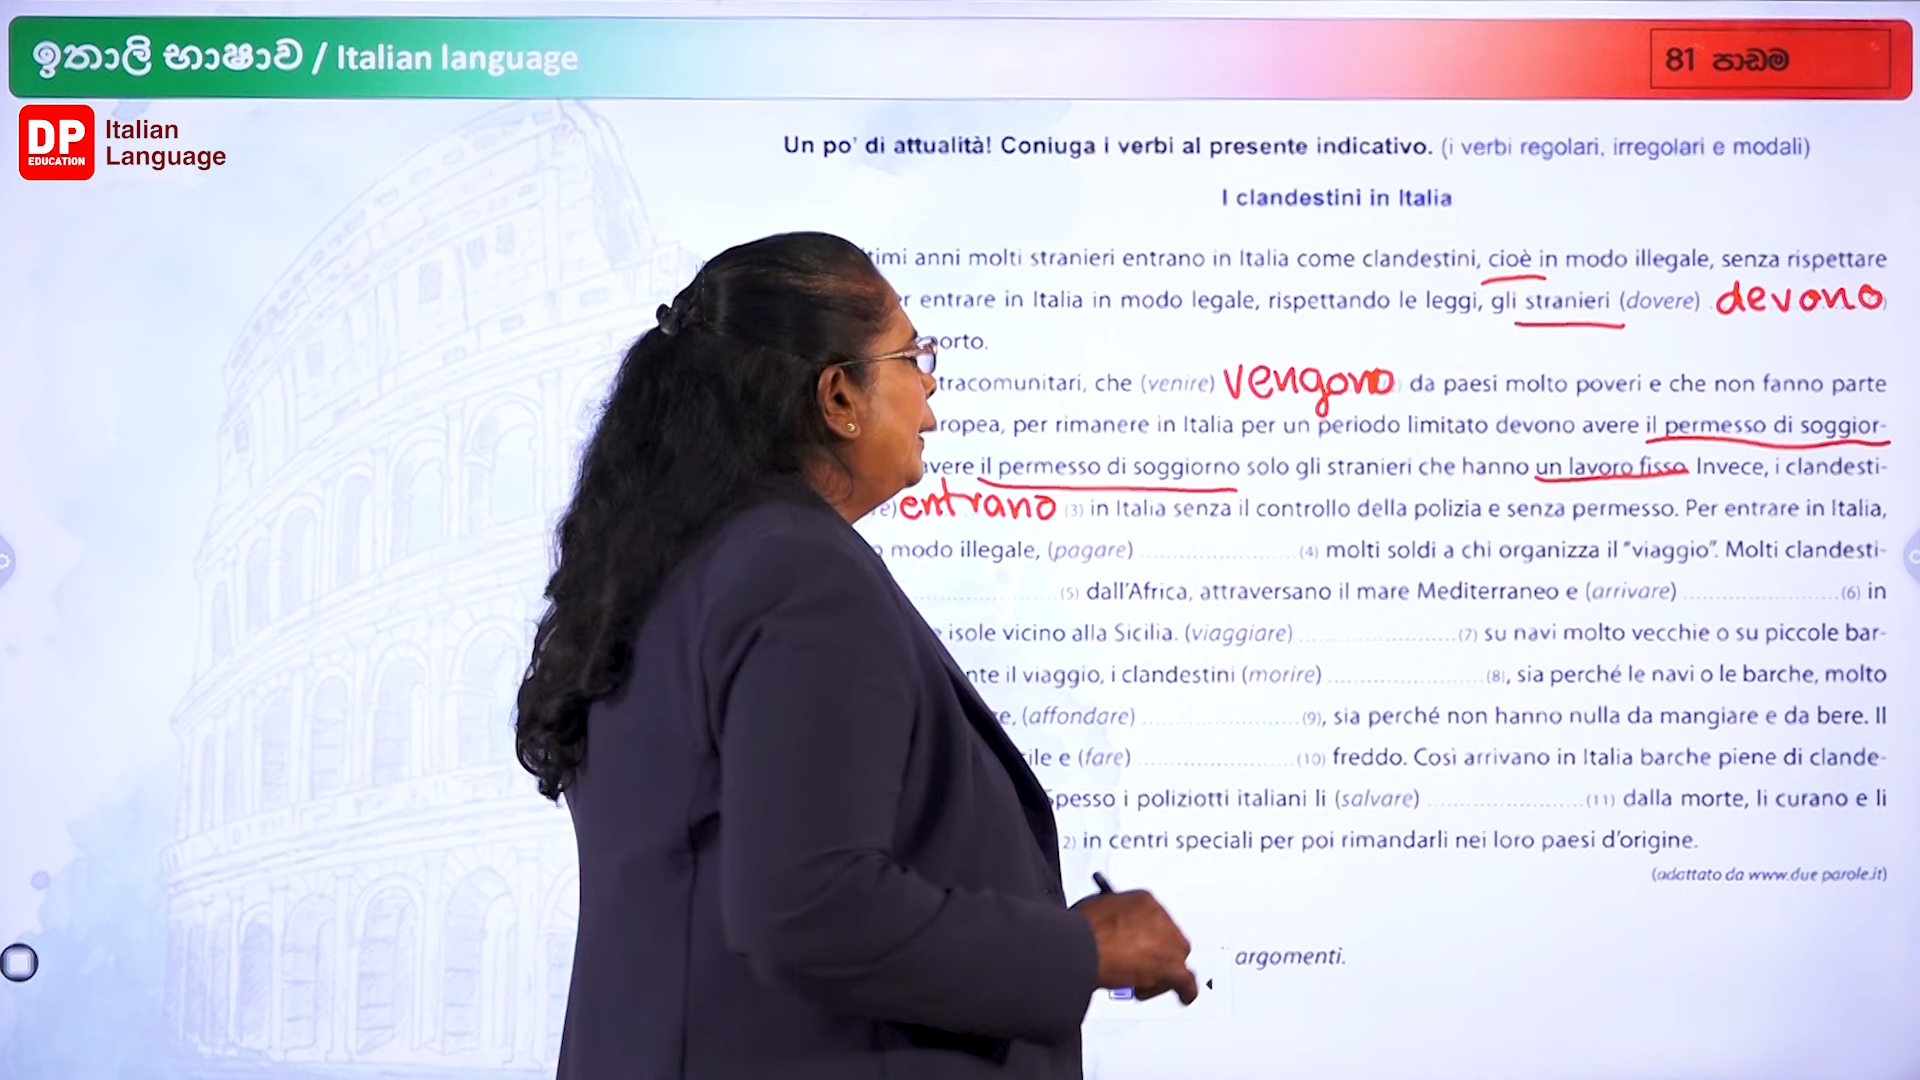 ඉතාලි භාෂාව / Italian language
81 පාඩම
DP
EDUCATION
Italian
Language
Un po' di attualità! Coniuga i verbi al presente indicativo. (i verbi regolari, irregolari e modali)
I clandestini in Italia
timi anni molti stranieri entrano in Italia come clandestini, cioè in modo illegale, senza rispettare
er entrare in Italia in modo legale, rispettando le leggi, gli stranieri (dovere) devono
orto.
tracomunitari, che (venire) vengono da paesi molto poveri e che non fanno parte
ropea, per rimanere in Italia per un periodo limitato devono avere il permesso di soggior-
avere il permesso di soggiorno solo gli stranieri che hanno un lavoro fisso Invece, i clandesti-
e) entrano (3) in Italia senza il controllo della polizia e senza permesso. Per entrare in Italia,
modo illegale, (pagare) .................... (4) molti soldi a chi organizza il "viaggio". Molti clandesti-
.................... (5) dall'Africa, attraversano il mare Mediterraneo e (arrivare) .................... (6) in
isole vicino alla Sicilia. (viaggiare) .................... (7) su navi molto vecchie o su piccole bar-
nte il viaggio, i clandestini (morire) .................... (8), sia perché le navi o le barche, molto
e, (affondare) .................... (9), sia perché non hanno nulla da mangiare e da bere. Il
ile e (fare) .................... (10) freddo. Così arrivano in Italia barche piene di clande-
Spesso i poliziotti italiani li (salvare) .................... (11) dalla morte, li curano e li
2) in centri speciali per poi rimandarli nei loro paesi d'origine.
(adattato da www.due parole.it)
argomenti.